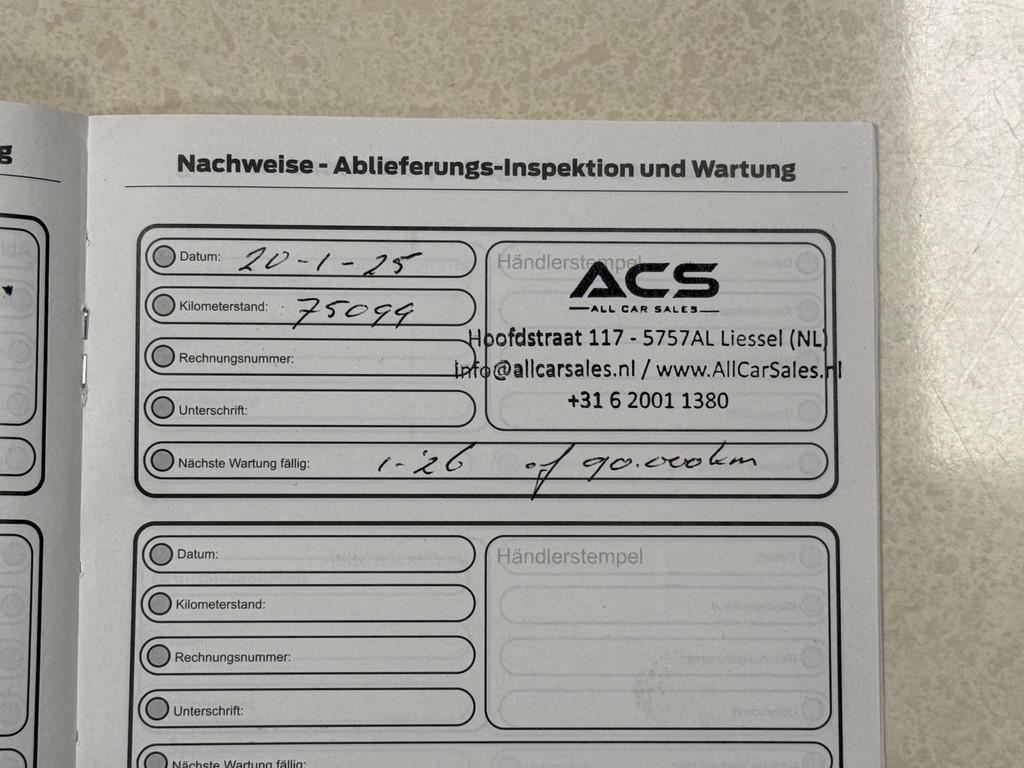 g
Nachweise - Ablieferungs-Inspektion und Wartung
Datum: 20-1-25
Händlerstempel
ACS
ALL CAR SALES
Kilometerstand: 75099
Hoofdstraat 117 - 5757AL Liessel (NL)
Rechnungsnummer:
info@allcarsales.nl / www.AllCarSales.nl
Unterschrift:
+31 6 2001 1380
Nächste Wartung fällig: 1-'26 of 90.000km
Datum:
Händlerstempel
Kilometerstand:
Rechnungsnummer:
Unterschrift:
Nächste Wartung fällig: